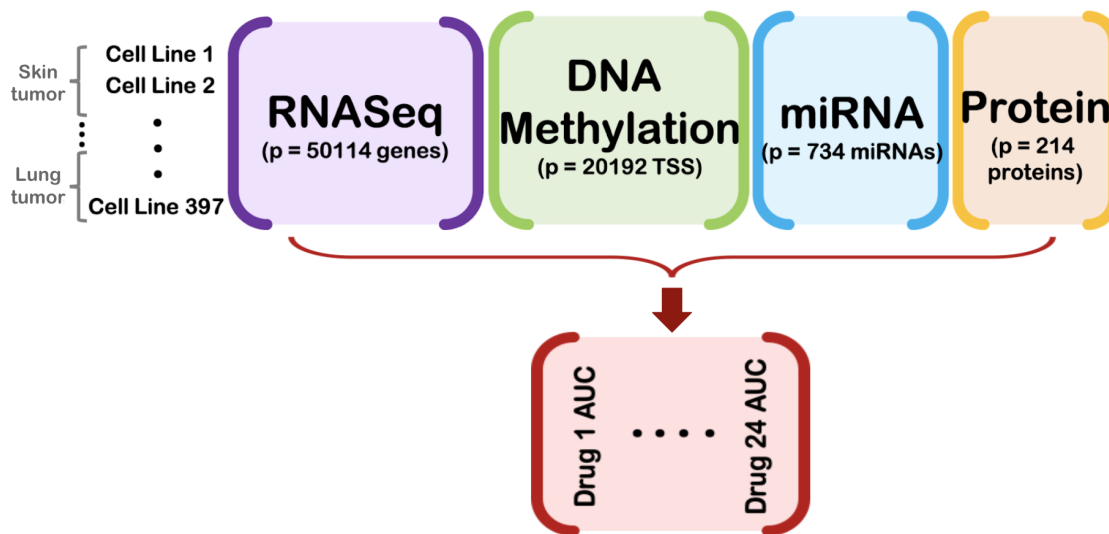 Skin
tumor
Lung
tumor
Cell Line 1
Cell Line 2
Cell Line 397
RNASeq
(p = 50114 genes)
DNA
Methylation
(p = 20192 TSS)
miRNA
(p = 734 miRNAs)
Protein
(p = 214
proteins)
Drug 1 AUC
Drug 24 AUC